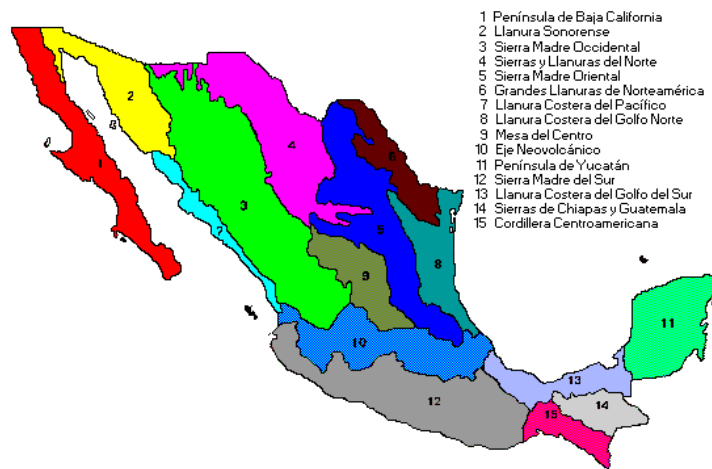 1 Península de Baja California
2 Llanura Sonorense
3 Sierra Madre Occidental
4 Sierras y Llanuras del Norte
5 Sierra Madre Oriental
6 Grandes Llanuras de Norteamérica
7 Llanura Costera del Pacífico
8 Llanura Costera del Golfo Norte
9 Mesa del Centro
10 Eje Neovolcánico
11 Península de Yucatán
12 Sierra Madre del Sur
13 Llanura Costera del Golfo del Sur
14 Sierras de Chiapas y Guatemala
15 Cordillera Centroamericana
2
1
4
6
3
7
5
8
9
10
11
12
13
14
15